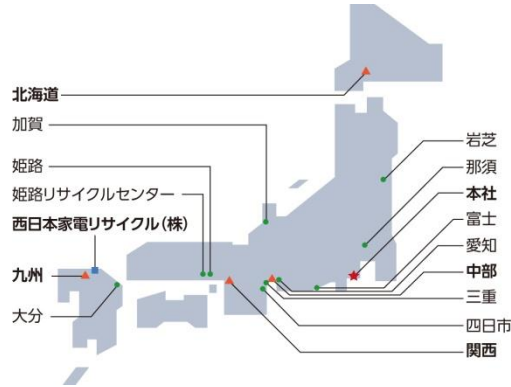 北海道
加賀
姫路
姫路リサイクルセンター
西日本家電リサイクル(株)
九州
大分
岩芝
那須
本社
富士
愛知
中部
三重
四日市
関西